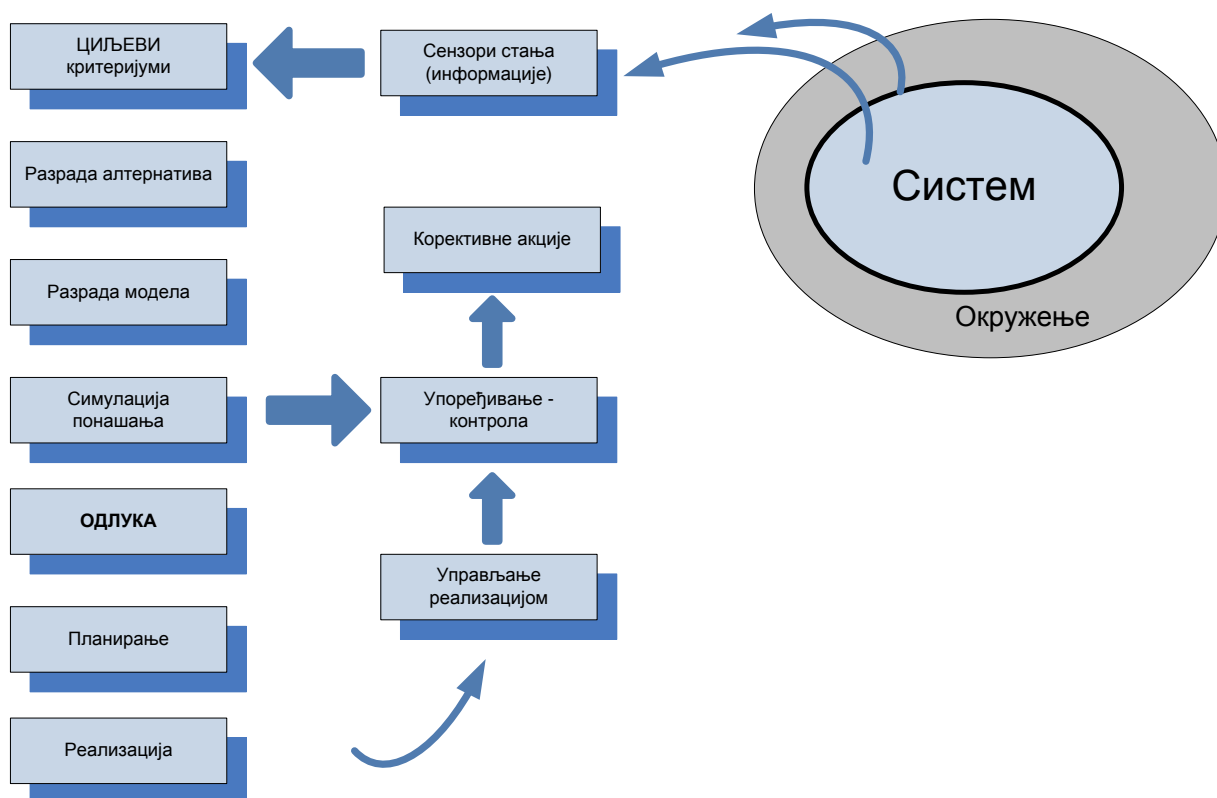 ЦИЉЕВИ
критеријуми
Сензори стања
(информације)
Систем
Окружење
Разрада алтернатива
Корективне акције
Разрада модела
Симулација
понашања
Упоређивање -
контрола
ОДЛУКА
Управљање
реализацијом
Планирање
Реализација